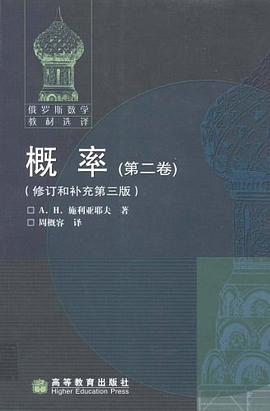 俄罗斯数学
教材选译
概率(第二卷)
(修订和补充第三版)
□ A. H. 施利亚耶夫 著
□ 周概容 译
高等教育出版社
Higher Education Press